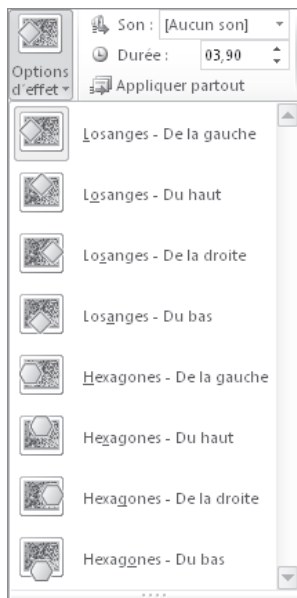 Son : [Aucun son]
Durée : 03,90
Options d'effet
Appliquer partout
Losanges - De la gauche
Losanges - Du haut
Losanges - De la droite
Losanges - Du bas
Hexagones - De la gauche
Hexagones - Du haut
Hexagones - De la droite
Hexagones - Du bas